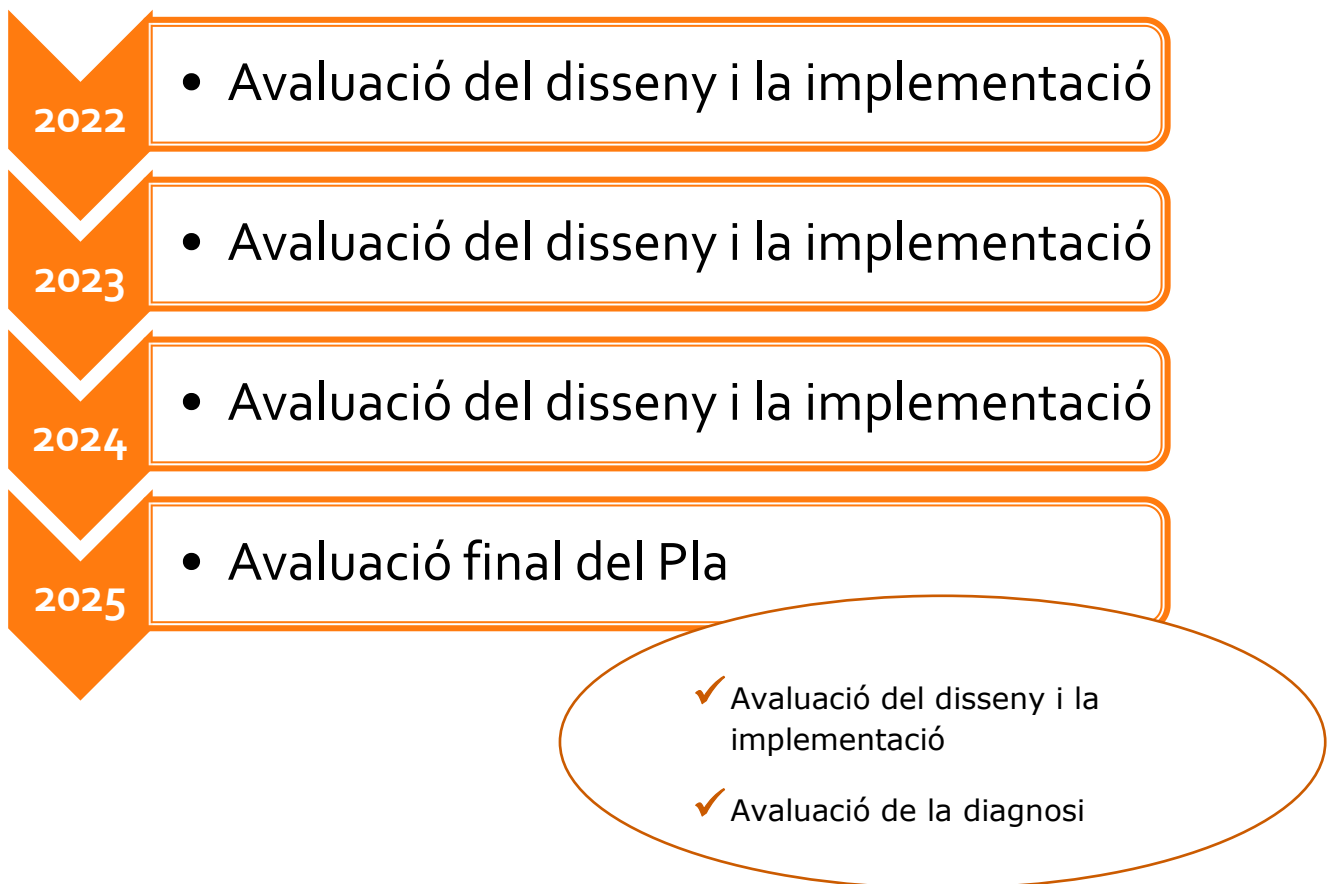 2022
• Avaluació del disseny i la implementació
2023
• Avaluació del disseny i la implementació
2024
• Avaluació del disseny i la implementació
2025
• Avaluació final del Pla
✓ Avaluació del disseny i la
implementació
✓ Avaluació de la diagnosi